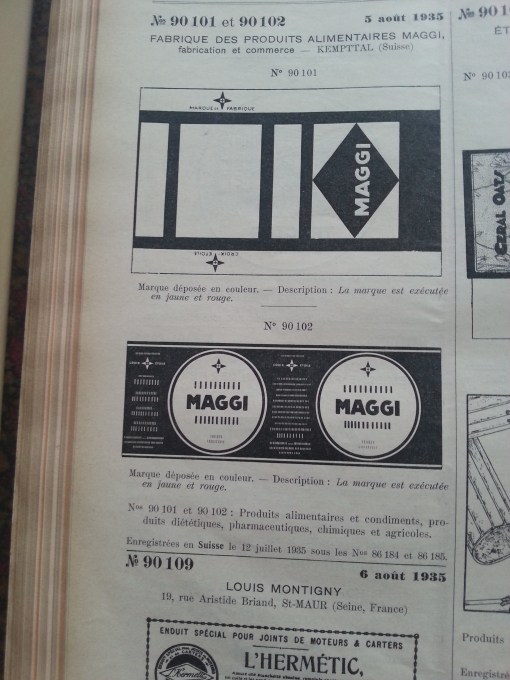 Nos 90 101 et 90 102
5 août 1935
FABRIQUE DES PRODUITS ALIMENTAIRES MAGGI,
fabrication et commerce — KEMPTTAL (Suisse)
No 90 101
MARQUE DE FABRIQUE
MAGGI
CROIX-ETOILE
Marque déposée en couleur. — Description : La marque est exécutée
en jaune et rouge.
No 90 102
MAGGI
MAGGI
Marque déposée en couleur. — Description : La marque est exécutée
en jaune et rouge.
Nos 90 101 et 90 102 : Produits alimentaires et condiments, pro-
duits diététiques, pharmaceutiques, chimiques et agricoles.
Enregistrées en Suisse le 12 juillet 1935 sous les Nos 86 184 et 86 185.
No 90 109
6 août 1935
LOUIS MONTIGNY
19, rue Aristide Briand, St-MAUR (Seine, France)
ENDUIT SPÉCIAL POUR JOINTS DE MOTEURS & CARTERS
L'HERMÉTIC,
L'Hermétic
No 90 10
ÉT
No 90 103
CERAL OATS
Produits
Enregistré